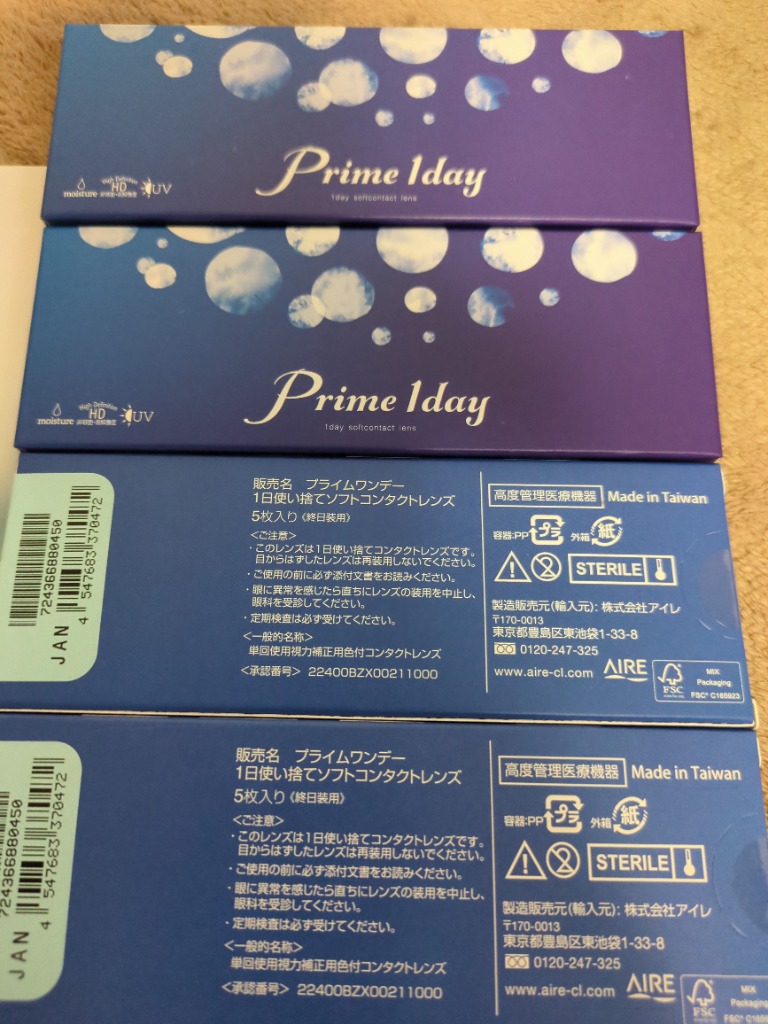 moisture
High Definition
HD
UV
Prime 1day
1day softcontact lens
moisture
High Definition
HD
UV
Prime 1day
1day softcontact lens
724366880450
4 547683 370472
JAN
販売名　プライムワンデー
1日使い捨てソフトコンタクトレンズ
5枚入り《終日装用》
<ご注意>
・このレンズは1日使い捨てコンタクトレンズです。
目からはずしたレンズは再装用しないでください。
・ご使用の前に必ず添付文書をお読みください。
・眼に異常を感じたら直ちにレンズの装用を中止し、
眼科を受診してください。
・定期検査は必ず受けてください。
<一般的名称>
単回使用視力補正用色付コンタクトレンズ
<承認番号> 22400BZX00211000
高度管理医療機器 Made in Taiwan
容器:PP プラ 外箱 紙
2 STERILE
製造販売元(輸入元): 株式会社アイレ
〒170-0013
東京都豊島区東池袋1-33-8
0120-247-325
www.aire-cl.com AIRE
FSC
MIX
Packaging
FSC® C165923
724366880450
4 547683 370472
JAN
販売名　プライムワンデー
1日使い捨てソフトコンタクトレンズ
5枚入り《終日装用》
<ご注意>
・このレンズは1日使い捨てコンタクトレンズです。
目からはずしたレンズは再装用しないでください。
・ご使用の前に必ず添付文書をお読みください。
・眼に異常を感じたら直ちにレンズの装用を中止し、
眼科を受診してください。
・定期検査は必ず受けてください。
<一般的名称>
単回使用視力補正用色付コンタクトレンズ
<承認番号> 22400BZX00211000
高度管理医療機器 Made in Taiwan
容器:PP プラ 外箱 紙
2 STERILE
製造販売元(輸入元): 株式会社アイレ
〒170-0013
東京都豊島区東池袋1-33-8
0120-247-325
www.aire-cl.com AIRE
FSC
MIX
Packaging